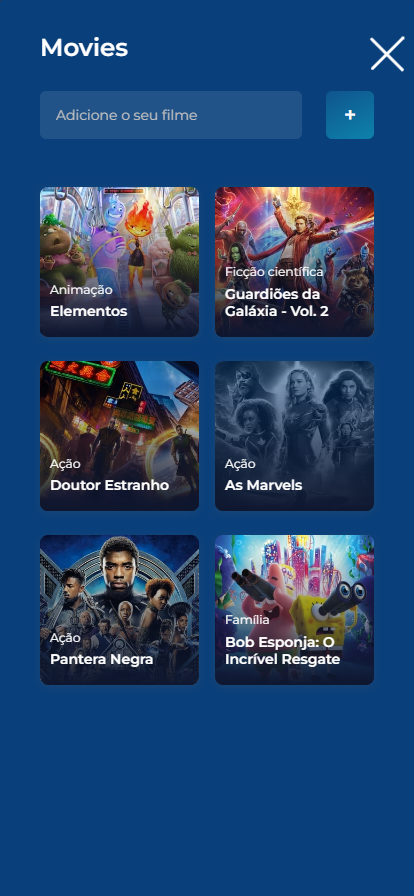 Movies
Adicione o seu filme
+
Animação
Elementos
Ficção científica
Guardiões da
Galáxia - Vol. 2
Ação
Doutor Estranho
Ação
As Marvels
Ação
Pantera Negra
Família
Bob Esponja: O
Incrível Resgate